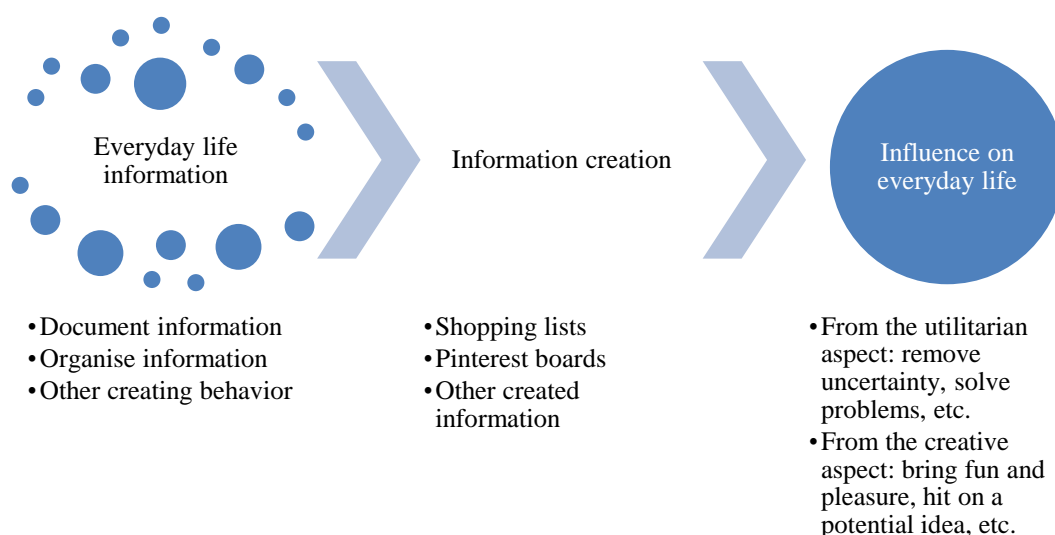 Everyday life
information
Information creation
Influence on
everyday life
•Document information
•Organise information
•Other creating behavior
•Shopping lists
•Pinterest boards
•Other created
information
•From the utilitarian
aspect: remove
uncertainty, solve
problems, etc.
•From the creative
aspect: bring fun and
pleasure, hit on a
potential idea, etc.